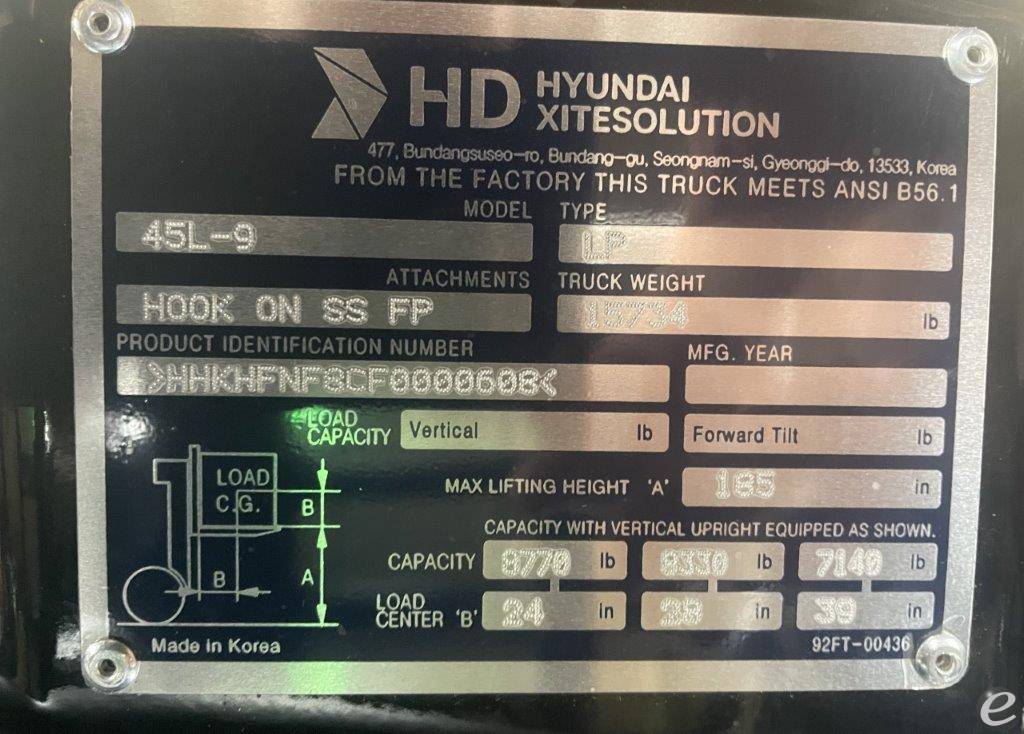 HD HYUNDAI
XITESOLUTION
477, Bundangsuseo-ro, Bundang-gu, Seongnam-si, Gyeonggi-do, 13533, Korea
FROM THE FACTORY THIS TRUCK MEETS ANSI B56.1
MODEL TYPE
45L-9 LP
ATTACHMENTS TRUCK WEIGHT
HOOK ON SS FP 15734 lb
PRODUCT IDENTIFICATION NUMBER MFG. YEAR
LOAD
CAPACITY Vertical lb Forward Tilt lb
LOAD
C.G.
B
B
A
MAX LIFTING HEIGHT 'A' in
CAPACITY WITH VERTICAL UPRIGHT EQUIPPED AS SHOWN.
CAPACITY 8770 lb lb 7140 lb
LOAD
CENTER 'B' 24 in in 39 in
Made in Korea 92FT-00436
e